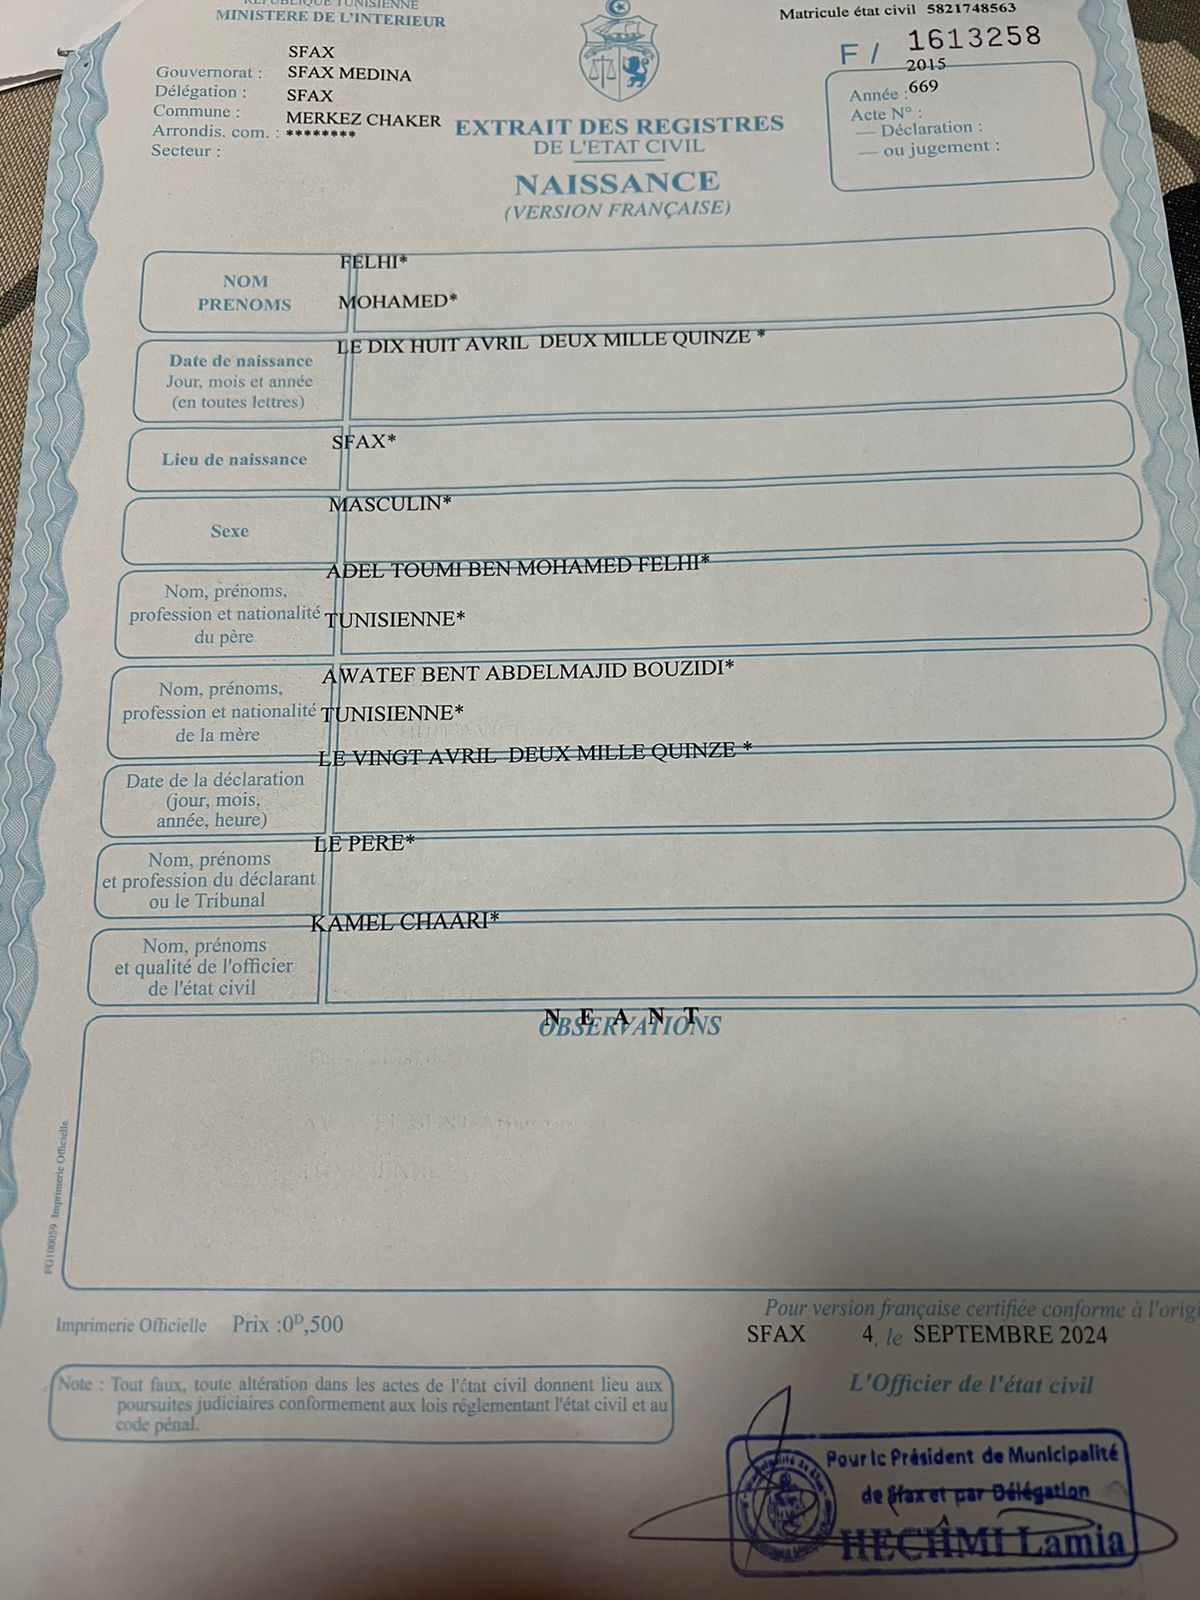 REPUBLIQUE TUNISIENNE
MINISTERE DE L'INTERIEUR
Matricule état civil 5821748563
F / 1613258
2015
Année : 669
Acte N° :
— Déclaration :
— ou jugement :
SFAX
Gouvernorat : SFAX MEDINA
Délégation : SFAX
Commune : MERKEZ CHAKER
Arrondis. com. : ********
Secteur :
EXTRAIT DES REGISTRES
DE L'ETAT CIVIL
NAISSANCE
(VERSION FRANÇAISE)
FELHI*
NOM
PRENOMS
MOHAMED*
LE DIX HUIT AVRIL DEUX MILLE QUINZE *
Date de naissance
Jour, mois et année
(en toutes lettres)
SFAX*
Lieu de naissance
MASCULIN*
Sexe
ADEL TOUMI BEN MOHAMED FELHI*
Nom, prénoms,
profession et nationalité TUNISIENNE*
du père
AWATEF BENT ABDELMAJID BOUZIDI*
Nom, prénoms,
profession et nationalité TUNISIENNE*
de la mère
LE VINGT AVRIL DEUX MILLE QUINZE *
Date de la déclaration
(jour, mois,
année, heure)
LE PERE*
Nom, prénoms
et profession du déclarant
ou le Tribunal
KAMEL CHAARI*
Nom, prénoms
et qualité de l'officier
de l'état civil
N E A N T
OBSERVATIONS
FG100059 Imprimerie Officielle
Imprimerie Officielle Prix :0D,500
Pour version française certifiée conforme à l'orig
SFAX 4, le SEPTEMBRE 2024
L'Officier de l'état civil
Note : Tout faux, toute altération dans les actes de l'état civil donnent lieu aux
poursuites judiciaires conformement aux lois réglementant l'état civil et au
code pénal.
Pour le Président de Municipalité
de Sfax et par Délégation
HECHMI Lamia